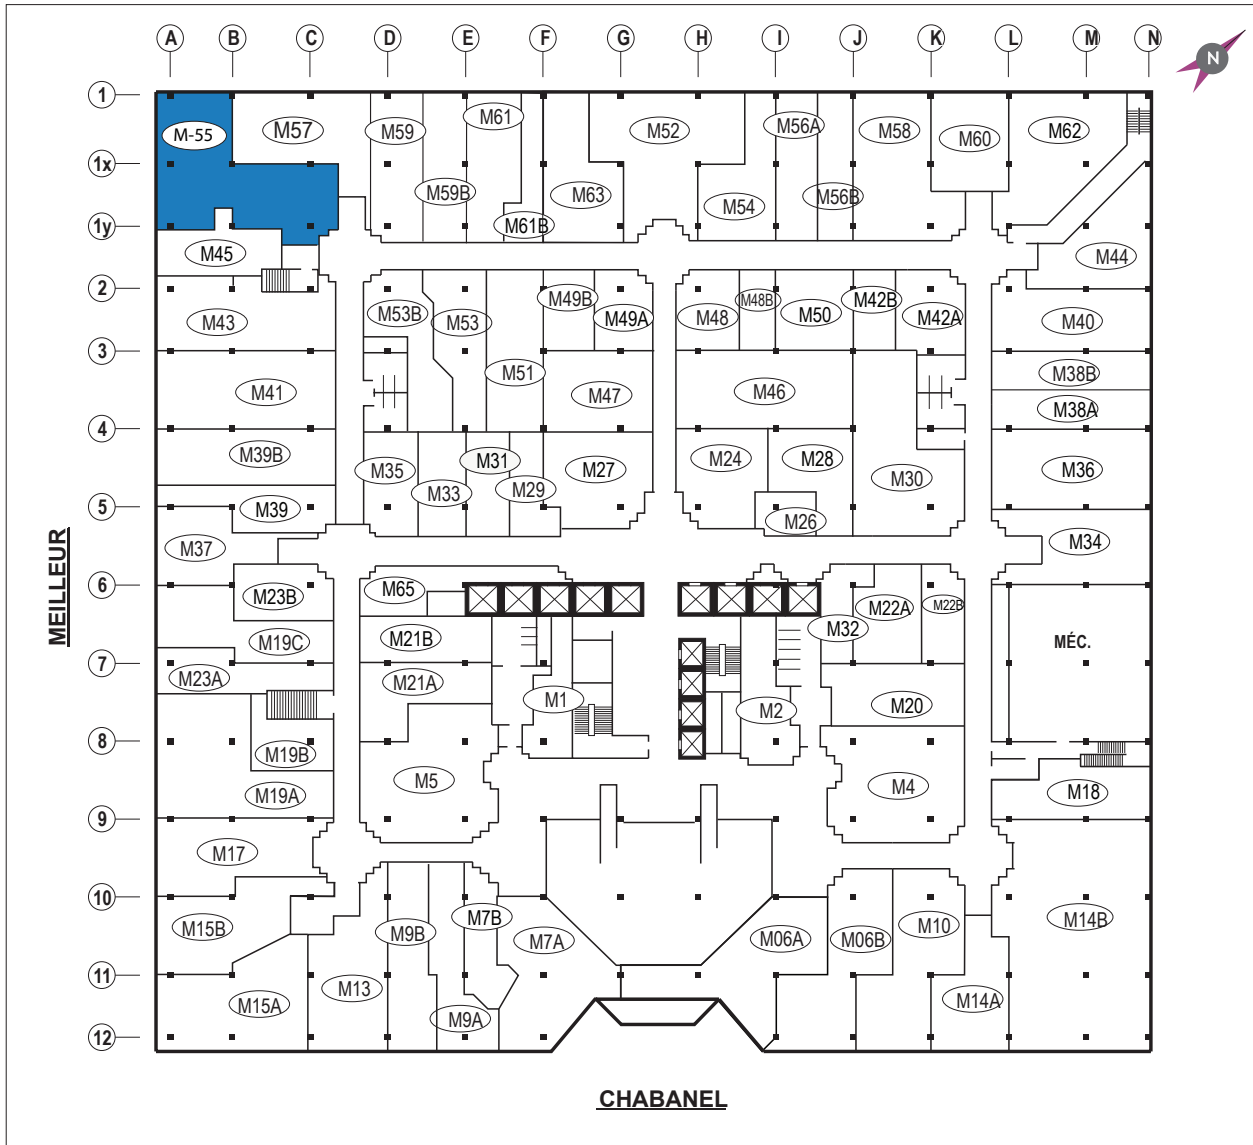 A B C D E F G H I J K L M N
N
1
M-55 M57 M59 M61 M52 M56A M58 M60 M62
1x
M59B M63 M54 M56B
1y
M61B
M45 M44
2
M53B M49B M48B M42B
M43 M53 M49A M48 M50 M42A M40
3
M51 M38B
M41 M47 M46
M38A
4
M39B M35 M31 M27 M24 M28 M36
M33 M29 M30
5
M39 M26
M37 M34
6
M23B M65 M22A M22B
M19C M21B M32 MÉC.
7
M23A M21A
M1 M2 M20
8
M19B
M5 M4
M19A M18
9
M17
10
M15B M9B M7B M7A M06A M06B M10 M14B
11
M15A M13 M9A M14A
12
MEILLEUR
CHABANEL